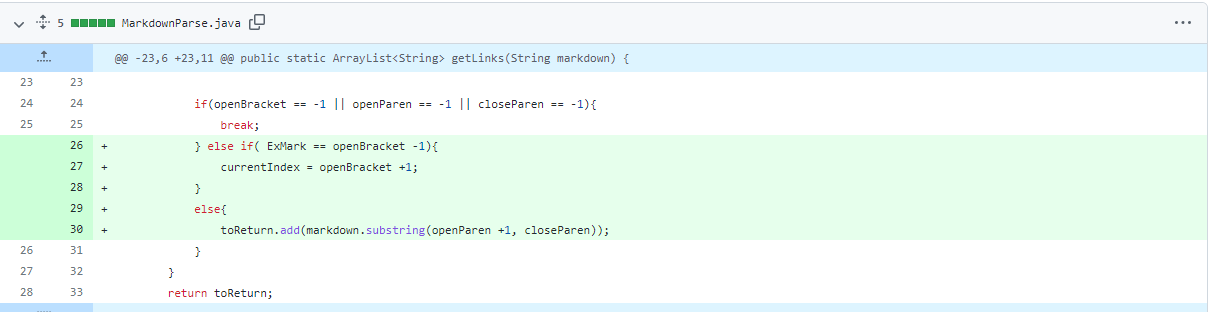 5 MarkdownParse.java
@@ -23,6 +23,11 @@ public static ArrayList<String> getLinks(String markdown) {
23 23
24 24 if(openBracket == -1 || openParen == -1 || closeParen == -1){
25 25 break;
26 + } else if( ExMark == openBracket -1){
27 + currentIndex = openBracket +1;
28 + }
29 + else{
30 + toReturn.add(markdown.substring(openParen +1, closeParen));
26 31 }
27 32 }
28 33 return toReturn;